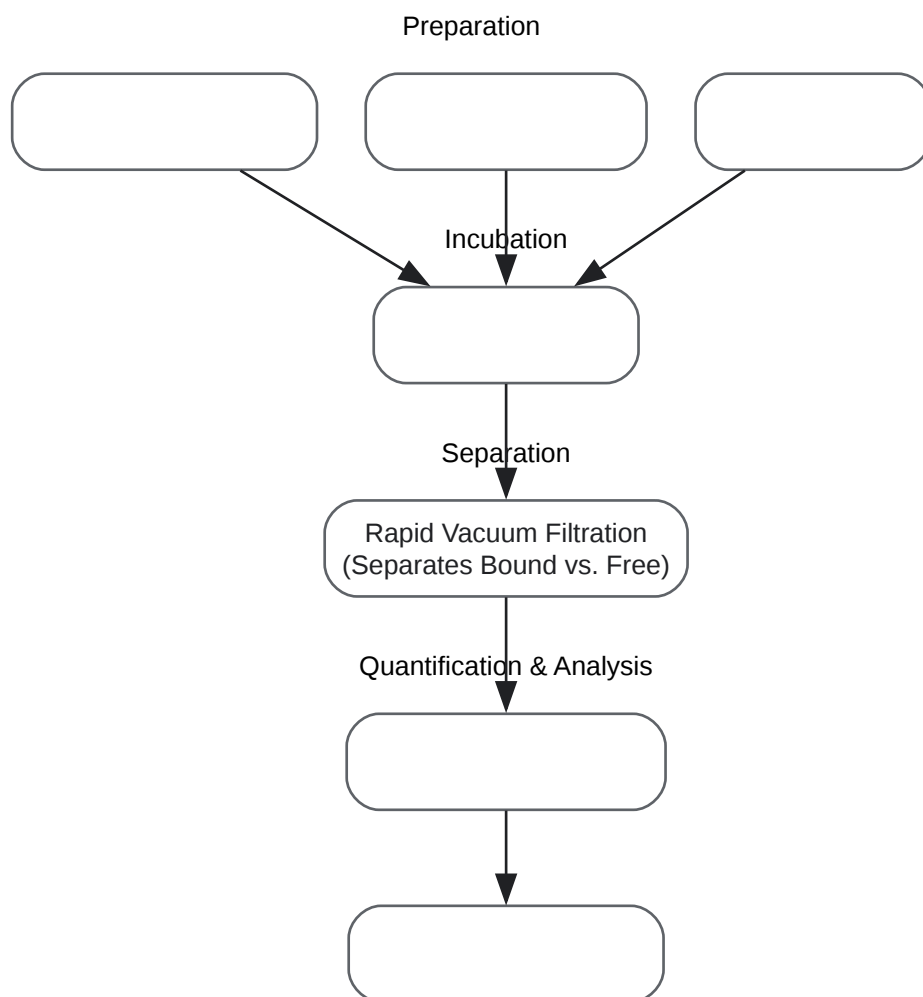 Preparation
Incubation
Separation
Rapid Vacuum Filtration
(Separates Bound vs. Free)
Quantification & Analysis